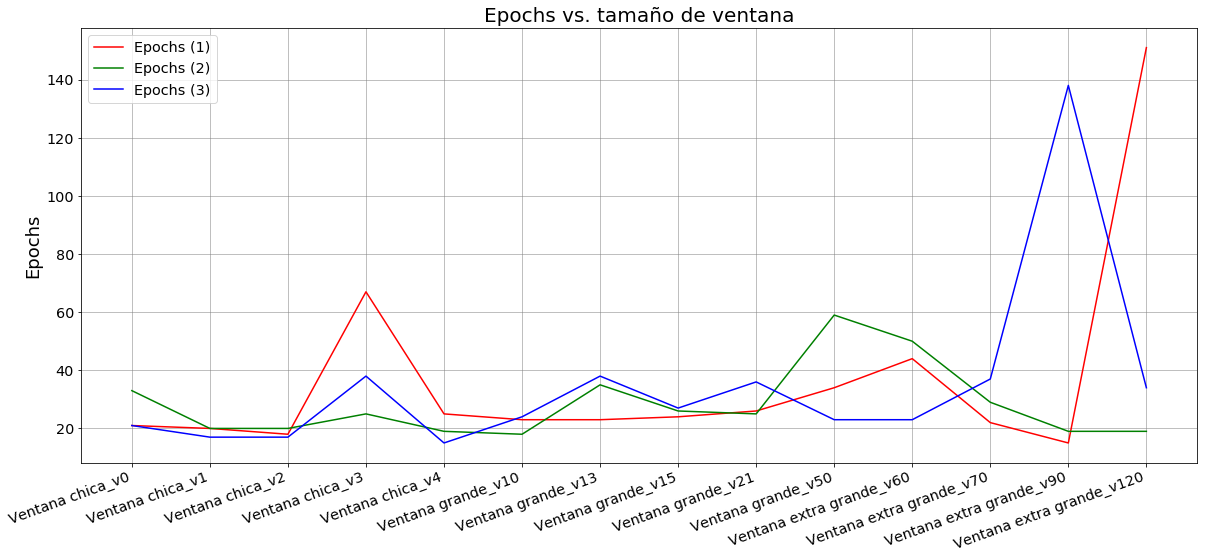 Epochs vs. tamaño de ventana
Epochs (1)
Epochs (2)
Epochs (3)
Epochs
140
120
100
80
60
40
20
Ventana chica_v0
Ventana chica_v1
Ventana chica_v2
Ventana chica_v3
Ventana chica_v4
Ventana grande_v10
Ventana grande_v13
Ventana grande_v15
Ventana grande_v21
Ventana grande_v50
Ventana extra grande_v60
Ventana extra grande_v70
Ventana extra grande_v90
Ventana extra grande_v120